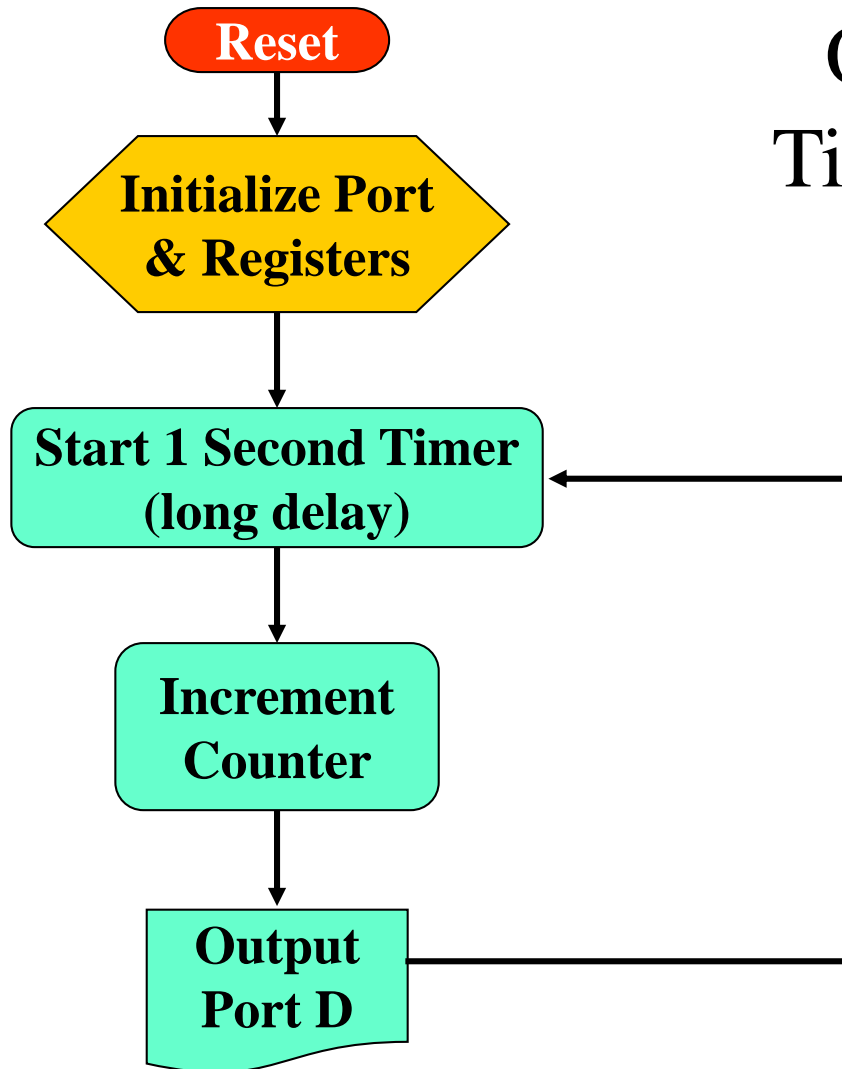 Reset
Initialize Port
& Registers
Start 1 Second Timer
(long delay)
Increment
Counter
Output
Port D